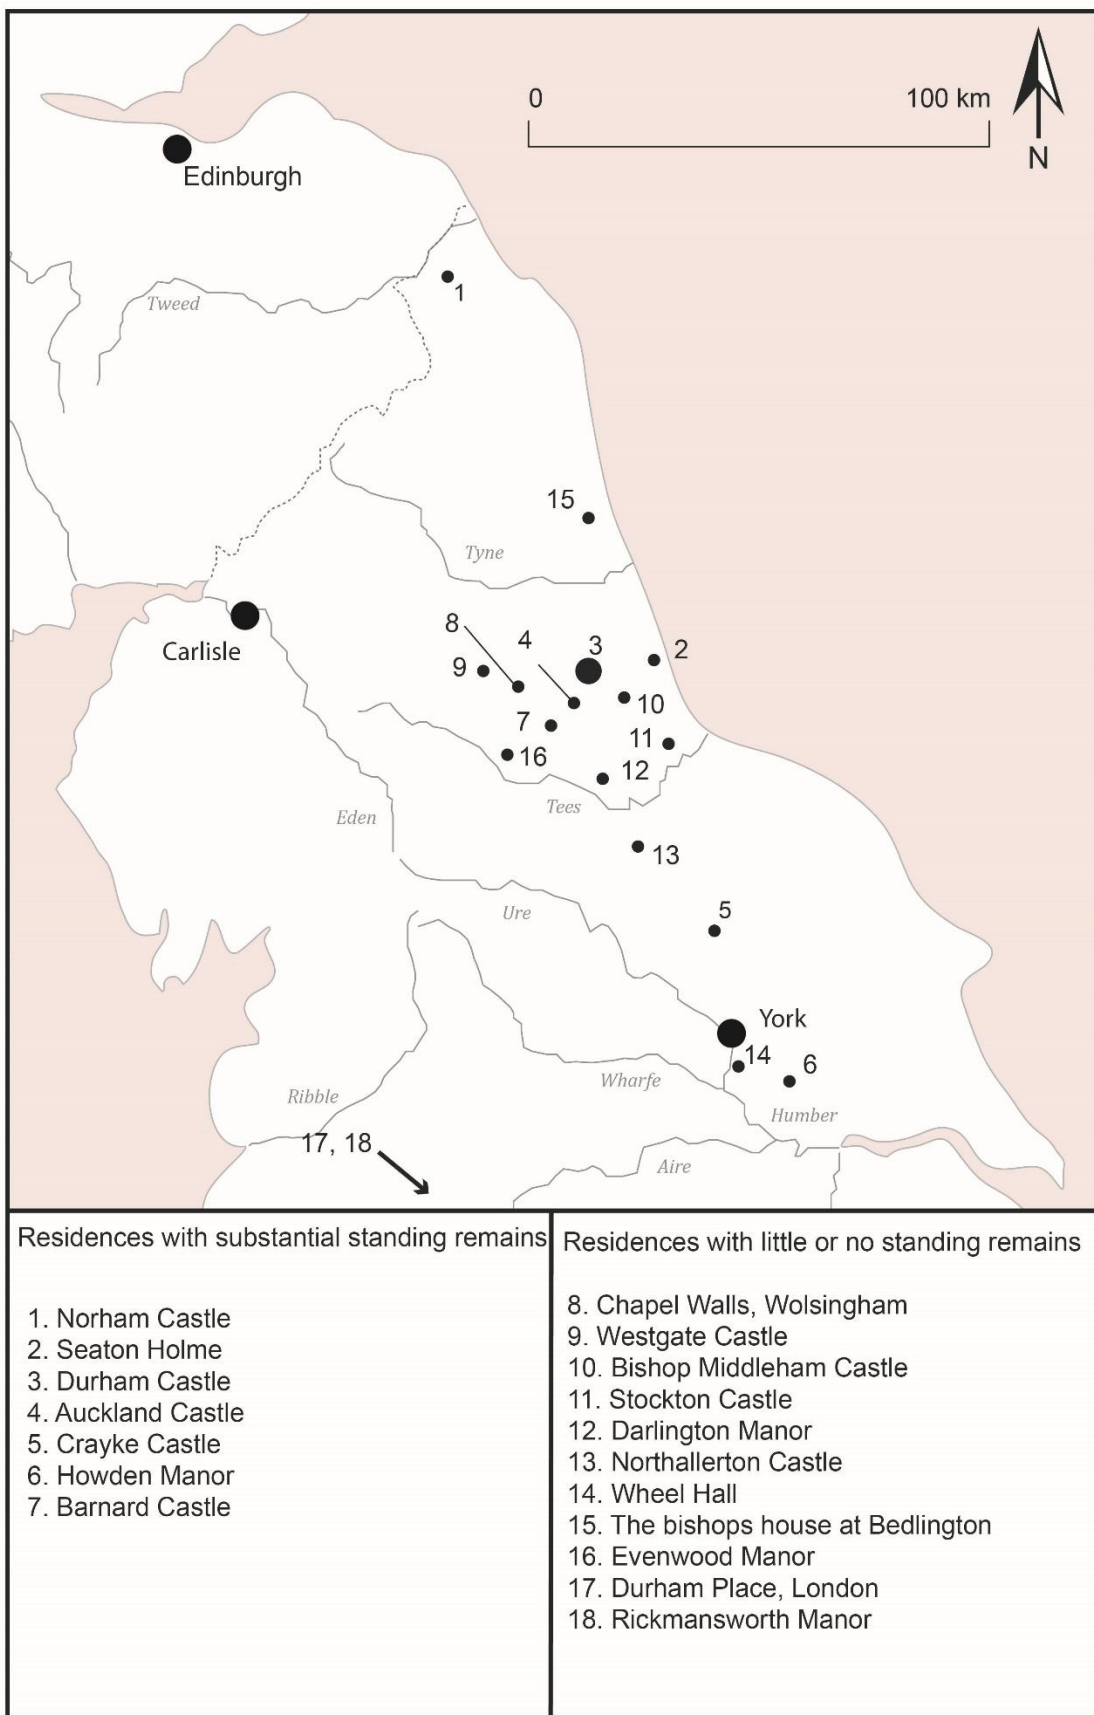 0 100 km
N
Edinburgh
1
Tweed
15
Tyne
8
4
3
2
9
Carlisle
10
7
11
16
12
Tees
Eden
13
Ure
5
York
14
6
Wharfe
Ribble
Humber
17, 18
Aire
Residences with substantial standing remains
1. Norham Castle
2. Seaton Holme
3. Durham Castle
4. Auckland Castle
5. Crayke Castle
6. Howden Manor
7. Barnard Castle
Residences with little or no standing remains
8. Chapel Walls, Wolsingham
9. Westgate Castle
10. Bishop Middleham Castle
11. Stockton Castle
12. Darlington Manor
13. Northallerton Castle
14. Wheel Hall
15. The bishops house at Bedlington
16. Evenwood Manor
17. Durham Place, London
18. Rickmansworth Manor